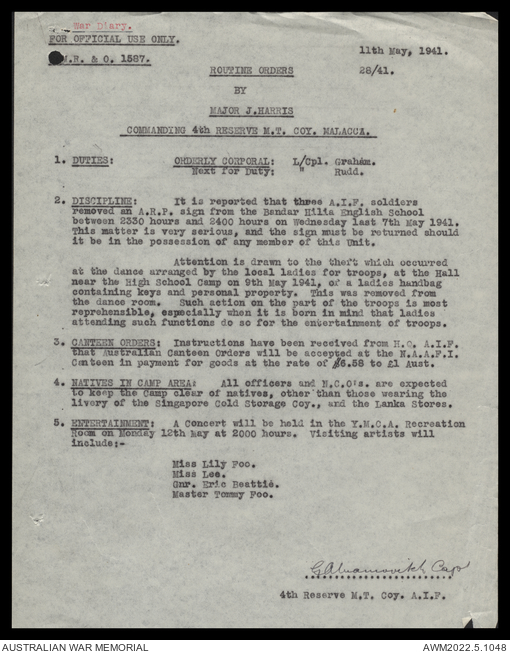 War Diary.
FOR OFFICIAL USE ONLY.
M.R. & O. 1587.
11th May, 1941.
ROUTINE ORDERS
28/41.
BY
MAJOR J.HARRIS
COMMANDING 4th RESERVE M.T. COY. MALACCA.
1. DUTIES: ORDERLY CORPORAL: L/Cpl. Graham.
Next for Duty: " Rudd.
2. DISCIPLINE: It is reported that three A.I.F. soldiers
removed an A.R.P. sign from the Bandar Hilia English School
between 2330 hours and 2400 hours on Wednesday last 7th May 1941.
This matter is very serious, and the sign must be returned should
it be in the possession of any member of this Unit.
Attention is drawn to the theft which occurred
at the dance arranged by the local ladies for troops, at the Hall
near the High School Camp on 9th May 1941, of a ladies handbag
containing keys and personal property. This was removed from
the dance room. Such action on the part of the troops is most
reprehensible, especially when it is born in mind that ladies
attending such functions do so for the entertainment of troops.
3. CANTEEN ORDERS: Instructions have been received from H.Q. A.I.F.
that Australian Canteen Orders will be accepted at the N.A.A.F.I.
Canteen in payment for goods at the rate of $6.58 to £1 Aust.
4. NATIVES IN CAMP AREA: All officers and N.C.O's. are expected
to keep the Camp clear of natives, other than those wearing the
livery of the Singapore Cold Storage Coy., and the Lanka Stores.
5. ENTERTAINMENT: A Concert will be held in the Y.M.C.A. Recreation
Room on Monday 12th May at 2000 hours. Visiting artists will
include:-
Miss Lily Foo.
Miss Lee.
Gnr. Eric Beattie.
Master Tommy Foo.
Capt
4th Reserve M.T. Coy. A.I.F.
AUSTRALIAN WAR MEMORIAL
AWM2022.5.1048